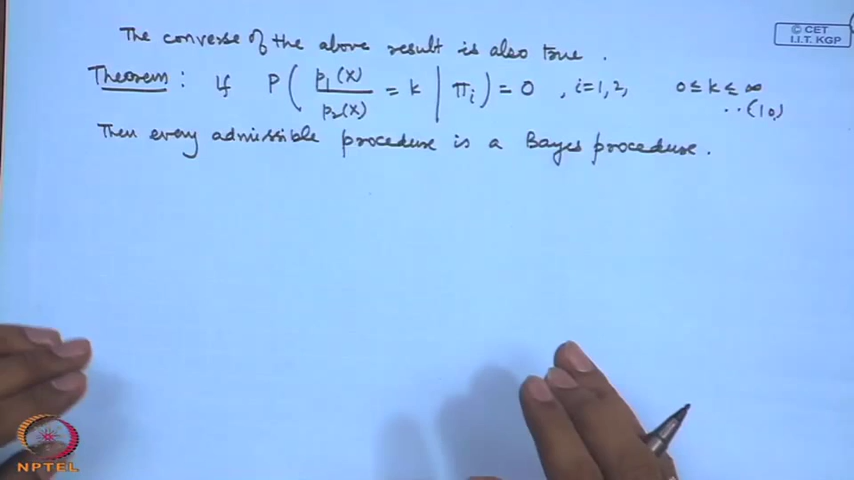 The converse of the above result is also true.
© CET
I.I.T. KGP
Theorem: If P( p₁(X)/p₂(X) = k | Πᵢ ) = 0, i=1,2, 0 ≤ k ≤ ∞
..(10)
Then every admissible procedure is a Bayes procedure.
NPTEL